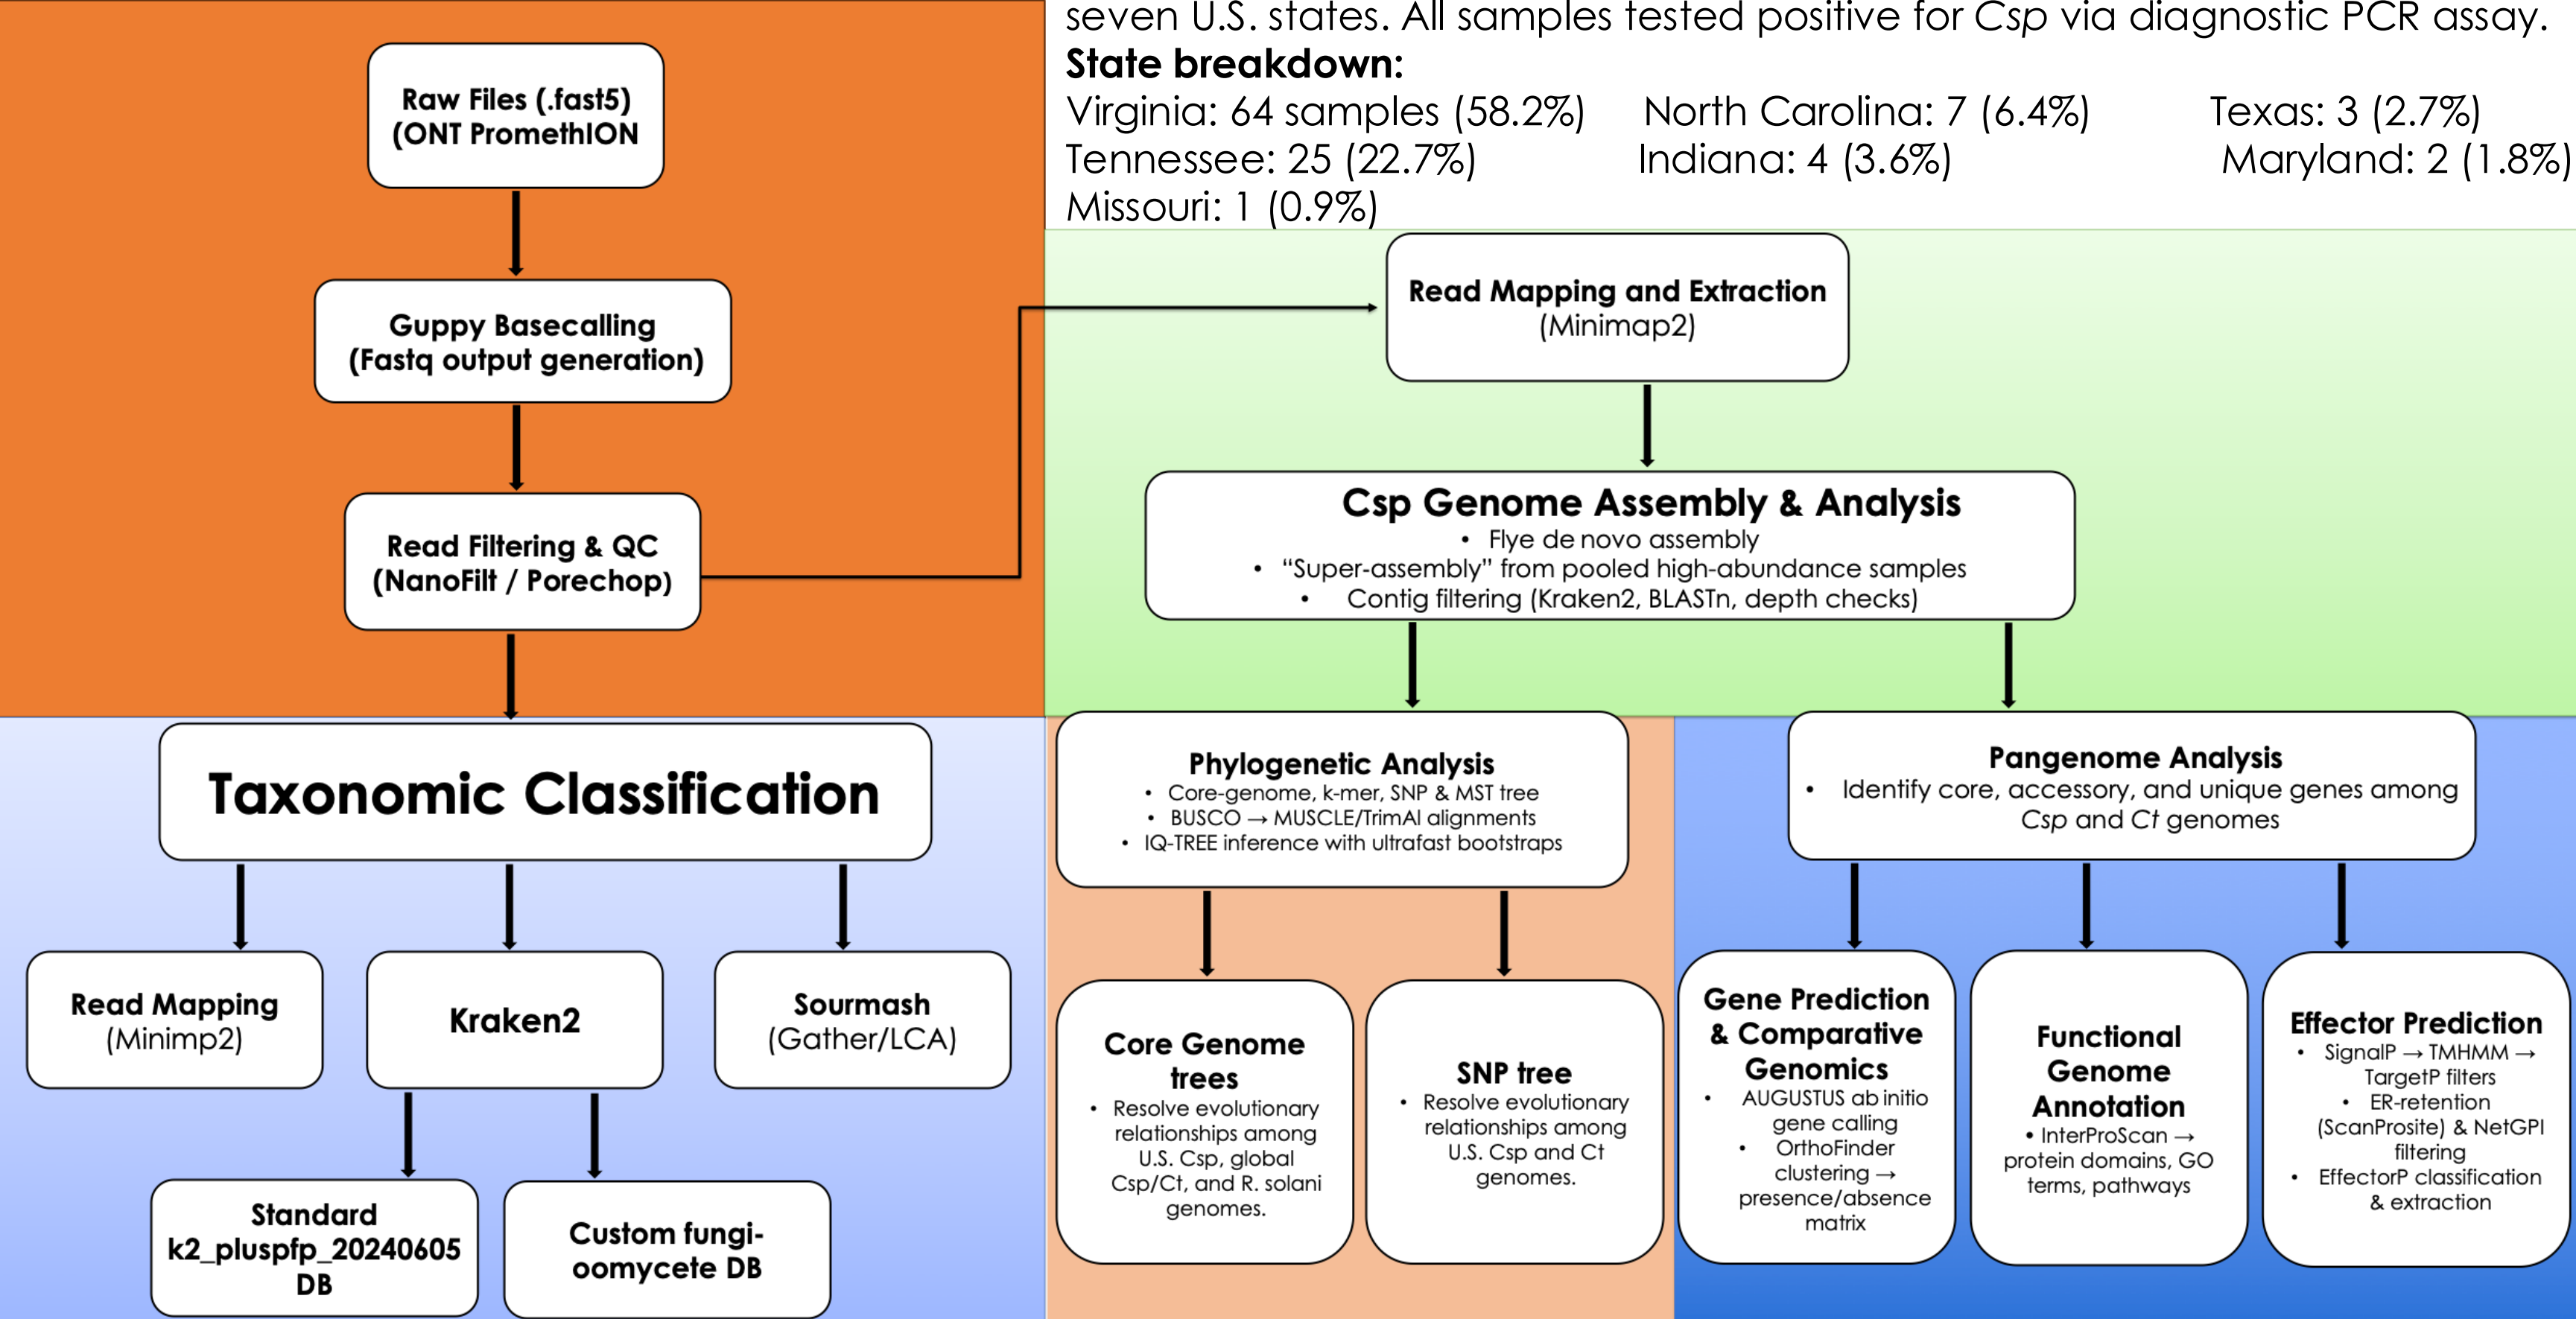 seven U.S. states. All samples tested positive for Csp via diagnostic PCR assay.
State breakdown:
Virginia: 64 samples (58.2%) North Carolina: 7 (6.4%) Texas: 3 (2.7%)
Tennessee: 25 (22.7%) Indiana: 4 (3.6%) Maryland: 2 (1.8%)
Missouri: 1 (0.9%)
Raw Files (.fast5)
(ONT PromethION
Guppy Basecalling
(Fastq output generation)
Read Filtering & QC
(NanoFilt / Porechop)
Read Mapping and Extraction
(Minimap2)
Csp Genome Assembly & Analysis
• Flye de novo assembly
• “Super-assembly” from pooled high-abundance samples
• Contig filtering (Kraken2, BLASTn, depth checks)
Taxonomic Classification
Read Mapping
(Minimp2)
Kraken2
Sourmash
(Gather/LCA)
Standard
k2_pluspfp_20240605
DB
Custom fungi-
oomycete DB
Phylogenetic Analysis
• Core-genome, k-mer, SNP & MST tree
• BUSCO → MUSCLE/TrimAl alignments
• IQ-TREE inference with ultrafast bootstraps
Core Genome
trees
• Resolve evolutionary
relationships among
U.S. Csp, global
Csp/Ct, and R. solani
genomes.
SNP tree
• Resolve evolutionary
relationships among
U.S. Csp and Ct
genomes.
Pangenome Analysis
• Identify core, accessory, and unique genes among
Csp and Ct genomes
Gene Prediction
& Comparative
Genomics
• AUGUSTUS ab initio
gene calling
• OrthoFinder
clustering →
presence/absence
matrix
Functional
Genome
Annotation
• InterProScan →
protein domains, GO
terms, pathways
Effector Prediction
• SignalP → TMHMM →
TargetP filters
• ER-retention
(ScanProsite) & NetGPI
filtering
• EffectorP classification
& extraction